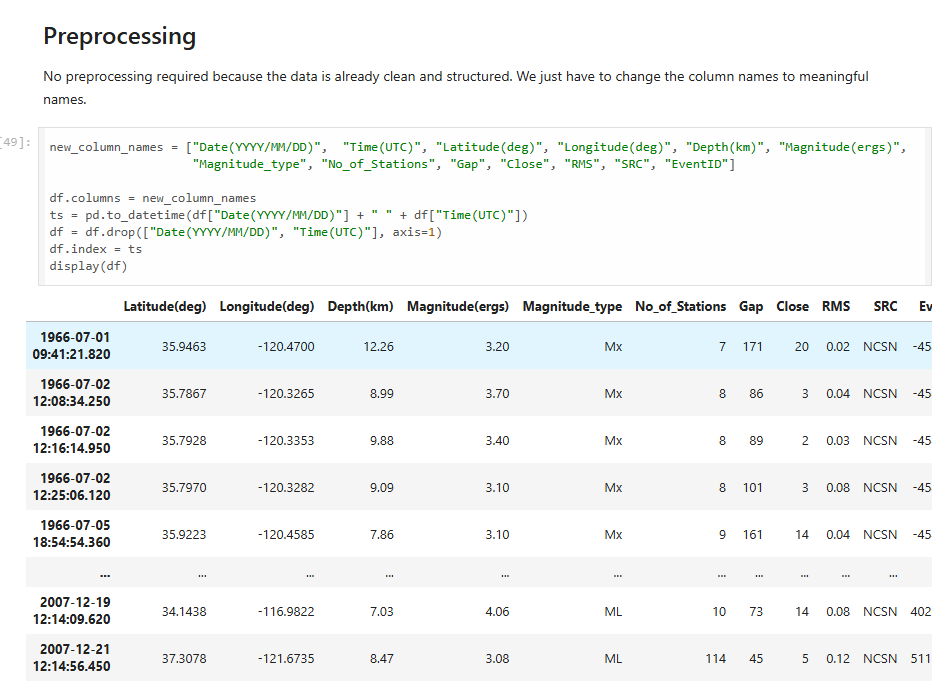 Preprocessing
No preprocessing required because the data is already clean and structured. We just have to change the column names to meaningful
names.
[49]:
new_column_names = ["Date(YYYY/MM/DD)",  "Time(UTC)", "Latitude(deg)", "Longitude(deg)", "Depth(km)", "Magnitude(ergs)",
"Magnitude_type", "No_of_Stations", "Gap", "Close", "RMS", "SRC", "EventID"]
df.columns = new_column_names
ts = pd.to_datetime(df["Date(YYYY/MM/DD)"] + " " + df["Time(UTC)"])
df = df.drop(["Date(YYYY/MM/DD)", "Time(UTC)"], axis=1)
df.index = ts
display(df)
Latitude(deg) Longitude(deg) Depth(km) Magnitude(ergs) Magnitude_type No_of_Stations Gap Close RMS SRC Ev
1966-07-01
09:41:21.820 35.9463 -120.4700 12.26 3.20 Mx 7 171 20 0.02 NCSN -45
1966-07-02
12:08:34.250 35.7867 -120.3265 8.99 3.70 Mx 8 86 3 0.04 NCSN -45
1966-07-02
12:16:14.950 35.7928 -120.3353 9.88 3.40 Mx 8 89 2 0.03 NCSN -45
1966-07-02
12:25:06.120 35.7970 -120.3282 9.09 3.10 Mx 8 101 3 0.08 NCSN -45
1966-07-05
18:54:54.360 35.9223 -120.4585 7.86 3.10 Mx 9 161 14 0.04 NCSN -45
... ... ... ... ... ... ... ... ... ... ...
2007-12-19
12:14:09.620 34.1438 -116.9822 7.03 4.06 ML 10 73 14 0.08 NCSN 402
2007-12-21
12:14:56.450 37.3078 -121.6735 8.47 3.08 ML 114 45 5 0.12 NCSN 511